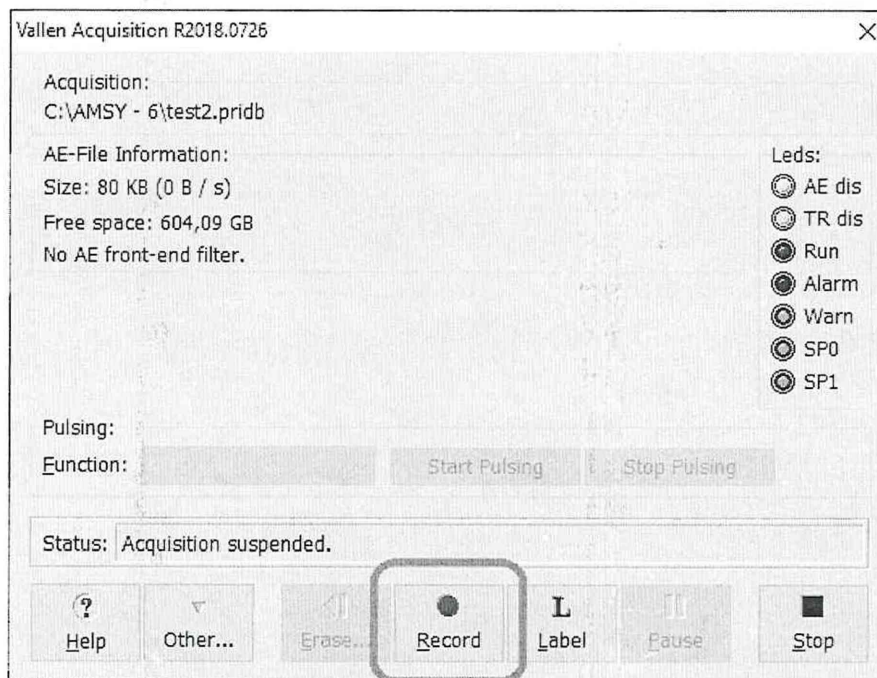 Vallen Acquisition R2018.0726
Acquisition:
C:\AMSY - 6\test2.pridb
AE-File Information:
Size: 80 KB (0 B / s)
Free space: 604,09 GB
No AE front-end filter.
Leds:
AE dis
TR dis
Run
Alarm
Warn
SP0
SP1
Pulsing:
Function:
Start Pulsing
Stop Pulsing
Status: Acquisition suspended.
?
L
Help
Other...
Erase...
Record
Label
Pause
Stop